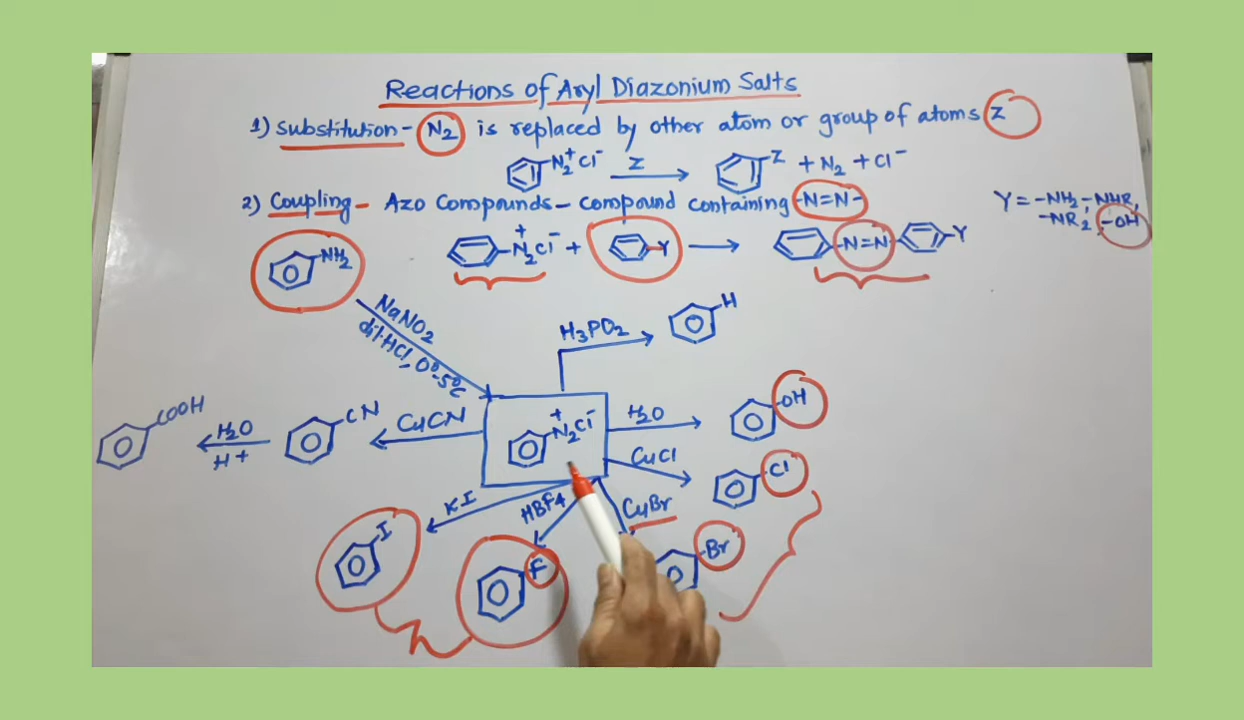 Reactions of Aryl Diazonium Salts
1) Substitution - N2 is replaced by other atom or group of atoms Z
N2+Cl- Z → Z + N2 + Cl-
2) Coupling - Azo Compounds - compound containing -N=N-
Y = -NH2, -NHR,
-NR2, -OH
N2+Cl- + Y → -N=N- Y
NH2
NaNO2
dil·HCl, 0°-5°C
H3PO2 H
COOH H2O H+ CN CuCN N2+Cl- H2O OH
CuCl Cl
KI HBF4 CuBr
I F Br